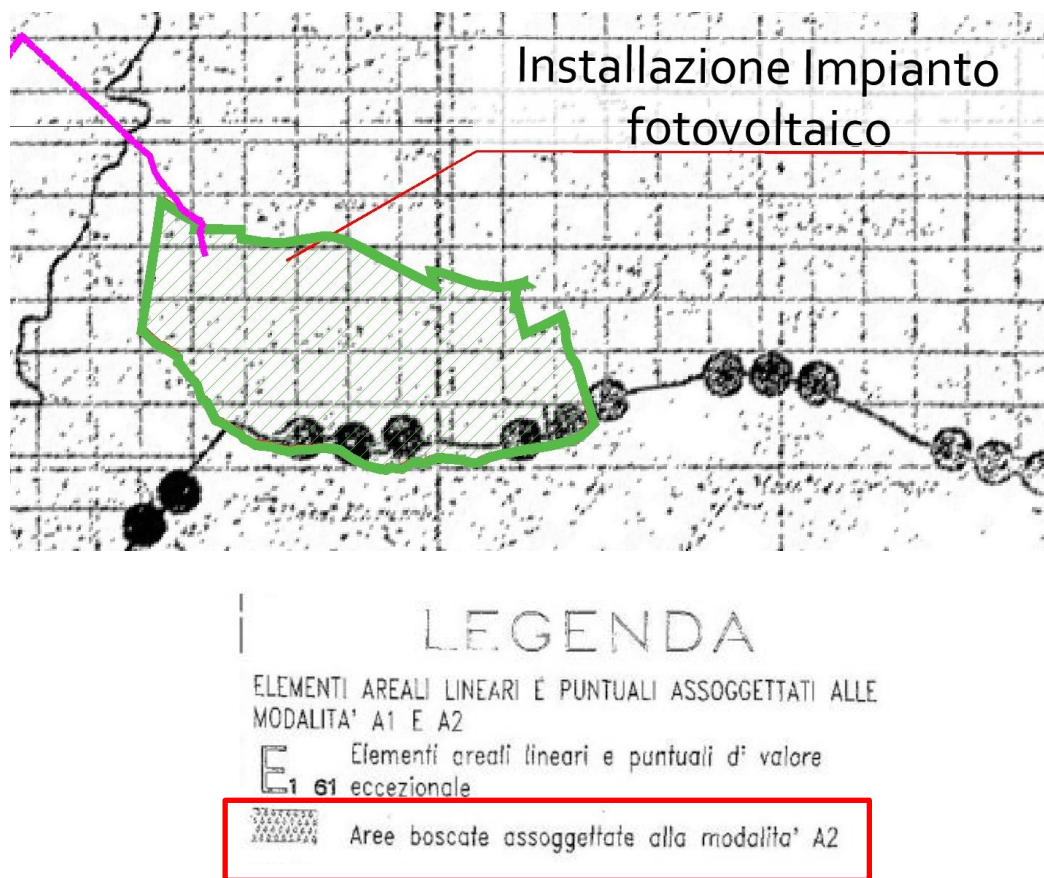 Installazione Impianto
fotovoltaico
LEGENDA
ELEMENTI AREALI LINEARI E PUNTUALI ASSOGGETTATI ALLE
MODALITA' A1 E A2
E1 61 Elementi areali lineari e puntuali di valore
eccezionale
Aree boscate assoggettate alla modalita' A2